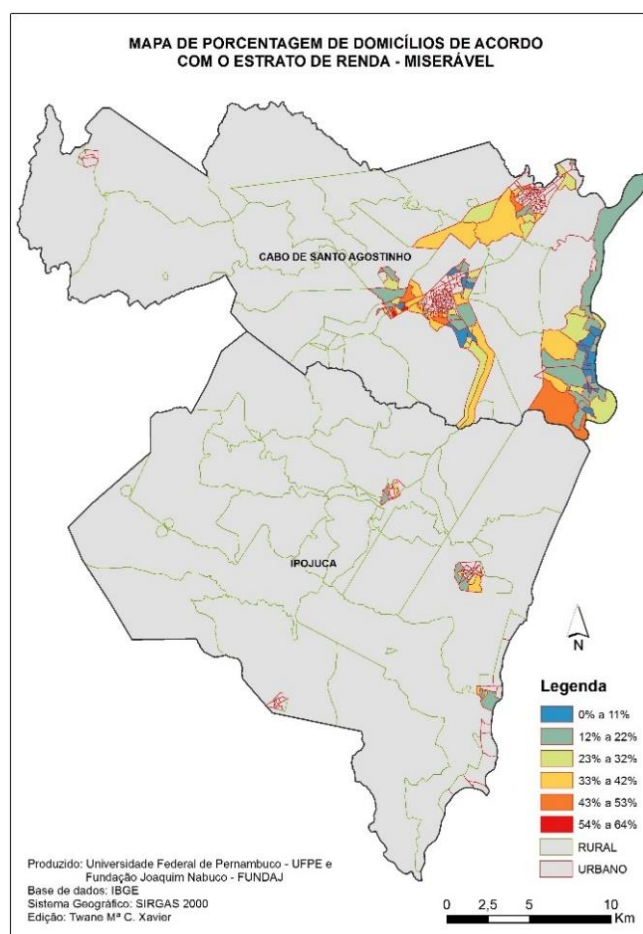 MAPA DE PORCENTAGEM DE DOMICÍLIOS DE ACORDO
COM O ESTRATO DE RENDA - MISERÁVEL
CABO DE SANTO AGOSTINHO
IPOJUCA
N
Legenda
0% a 11%
12% a 22%
23% a 32%
33% a 42%
43% a 53%
54% a 64%
RURAL
URBANO
Produzido: Universidade Federal de Pernambuco - UFPE e
Fundação Joaquim Nabuco - FUNDAJ
Base de dados: IBGE
Sistema Geográfico: SIRGAS 2000
Edição: Twane Mª C. Xavier
0 2,5 5 10
Km